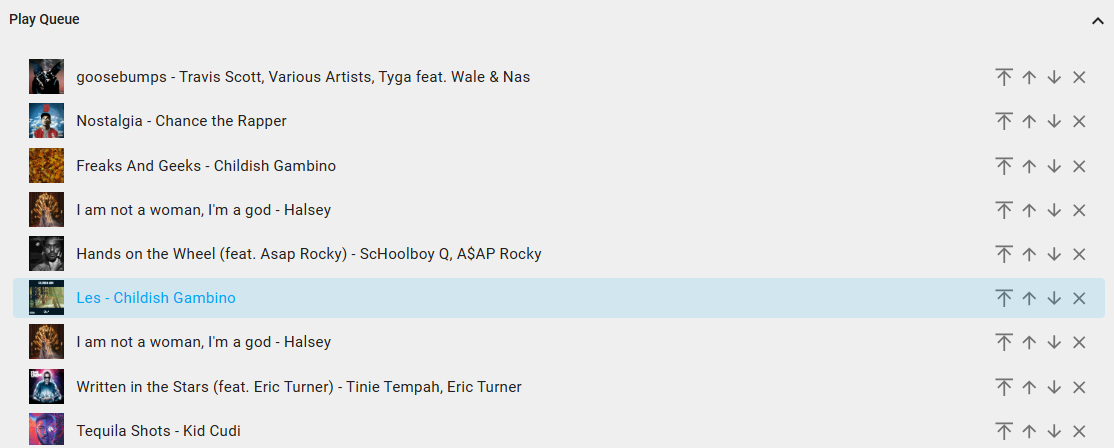 Play Queue
goosebumps - Travis Scott, Various Artists, Tyga feat. Wale & Nas
Nostalgia - Chance the Rapper
Freaks And Geeks - Childish Gambino
I am not a woman, I'm a god - Halsey
Hands on the Wheel (feat. Asap Rocky) - ScHoolboy Q, A$AP Rocky
Les - Childish Gambino
I am not a woman, I'm a god - Halsey
Written in the Stars (feat. Eric Turner) - Tinie Tempah, Eric Turner
Tequila Shots - Kid Cudi